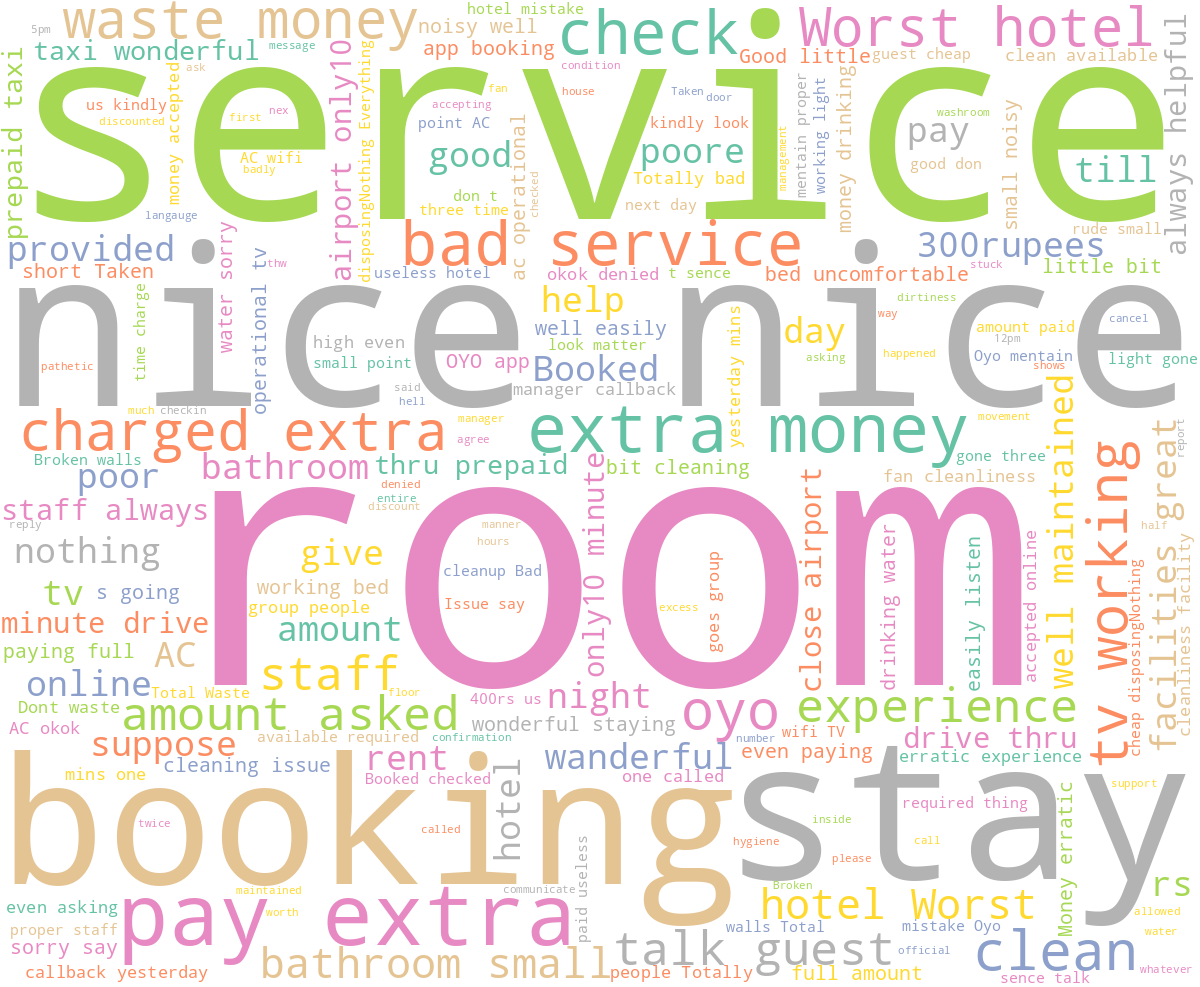 hotel mistake
waste money
noisy well
check
Worst hotel
5pm
taxi wonderful
message
app booking
Good little
guest cheap
clean available
always helpful
prepaid taxi
service
ask
condition
us kindly
discounted
money accepted
first
nex
airport only10
disposingNothing Everything
accepting
fan
house
Taken
door
point AC
kindly look
management
mentain proper
working light
money drinking
washroom
pay
small noisy
AC wifi
badly
good
ac operational
checked
poore
Totally bad
good don
till
don t
three time
next day
langauge
provided
water sorry
operational tv
bad service
300rupees
rude small
short Taken
thw
useless hotel
okok denied
t sence
bed uncomfortable
stuck
little bit
nice nice
time charge
help
dirtiness
way
high even
well easily
look matter
day
amount paid
12pm
cancel
small point
OYO app
Booked
yesterday mins
asking
happened
Oyo mentain
shows
light gone
pathetic
said
hell
manager callback
much
checkin
charged extra
manager
agree
extra money
movement
well maintained
tv working
facilities great
report
Broken walls
bathroom
thru prepaid
bit cleaning
gone three
poor
denied
entire
discount
only10 minute
close airport
fan cleanliness
staff always
reply
room
manner
hours
half
nothing
give
cleanup Bad
goes group
drinking water
easily listen
accepted online
cheap disposingNothing
cleanliness facility
tv
s going
working bed
group people
Issue say
excess
minute drive
amount
paying full
AC
staff
online
Total Waste
floor
400rs us
night
oyo
experience
Dont waste
amount asked
wonderful staying
AC okok
available required
confirmation
number
wifi TV
drive thru
suppose
rent
wanderful
even paying
erratic experience
mins one
cleaning issue
Booked checked
hotel
one called
booking
stay
support
required thing
Money erratic
twice
called
inside
hygiene
please
call
maintained
communicate
paid useless
Broken
rs
even asking
worth
pay extra
hotel Worst
allowed
proper staff
walls Total
mistake Oyo
water
sorry say
talk guest
official
clean
callback yesterday
bathroom small
people Totally
full amount
sence talk
whatever